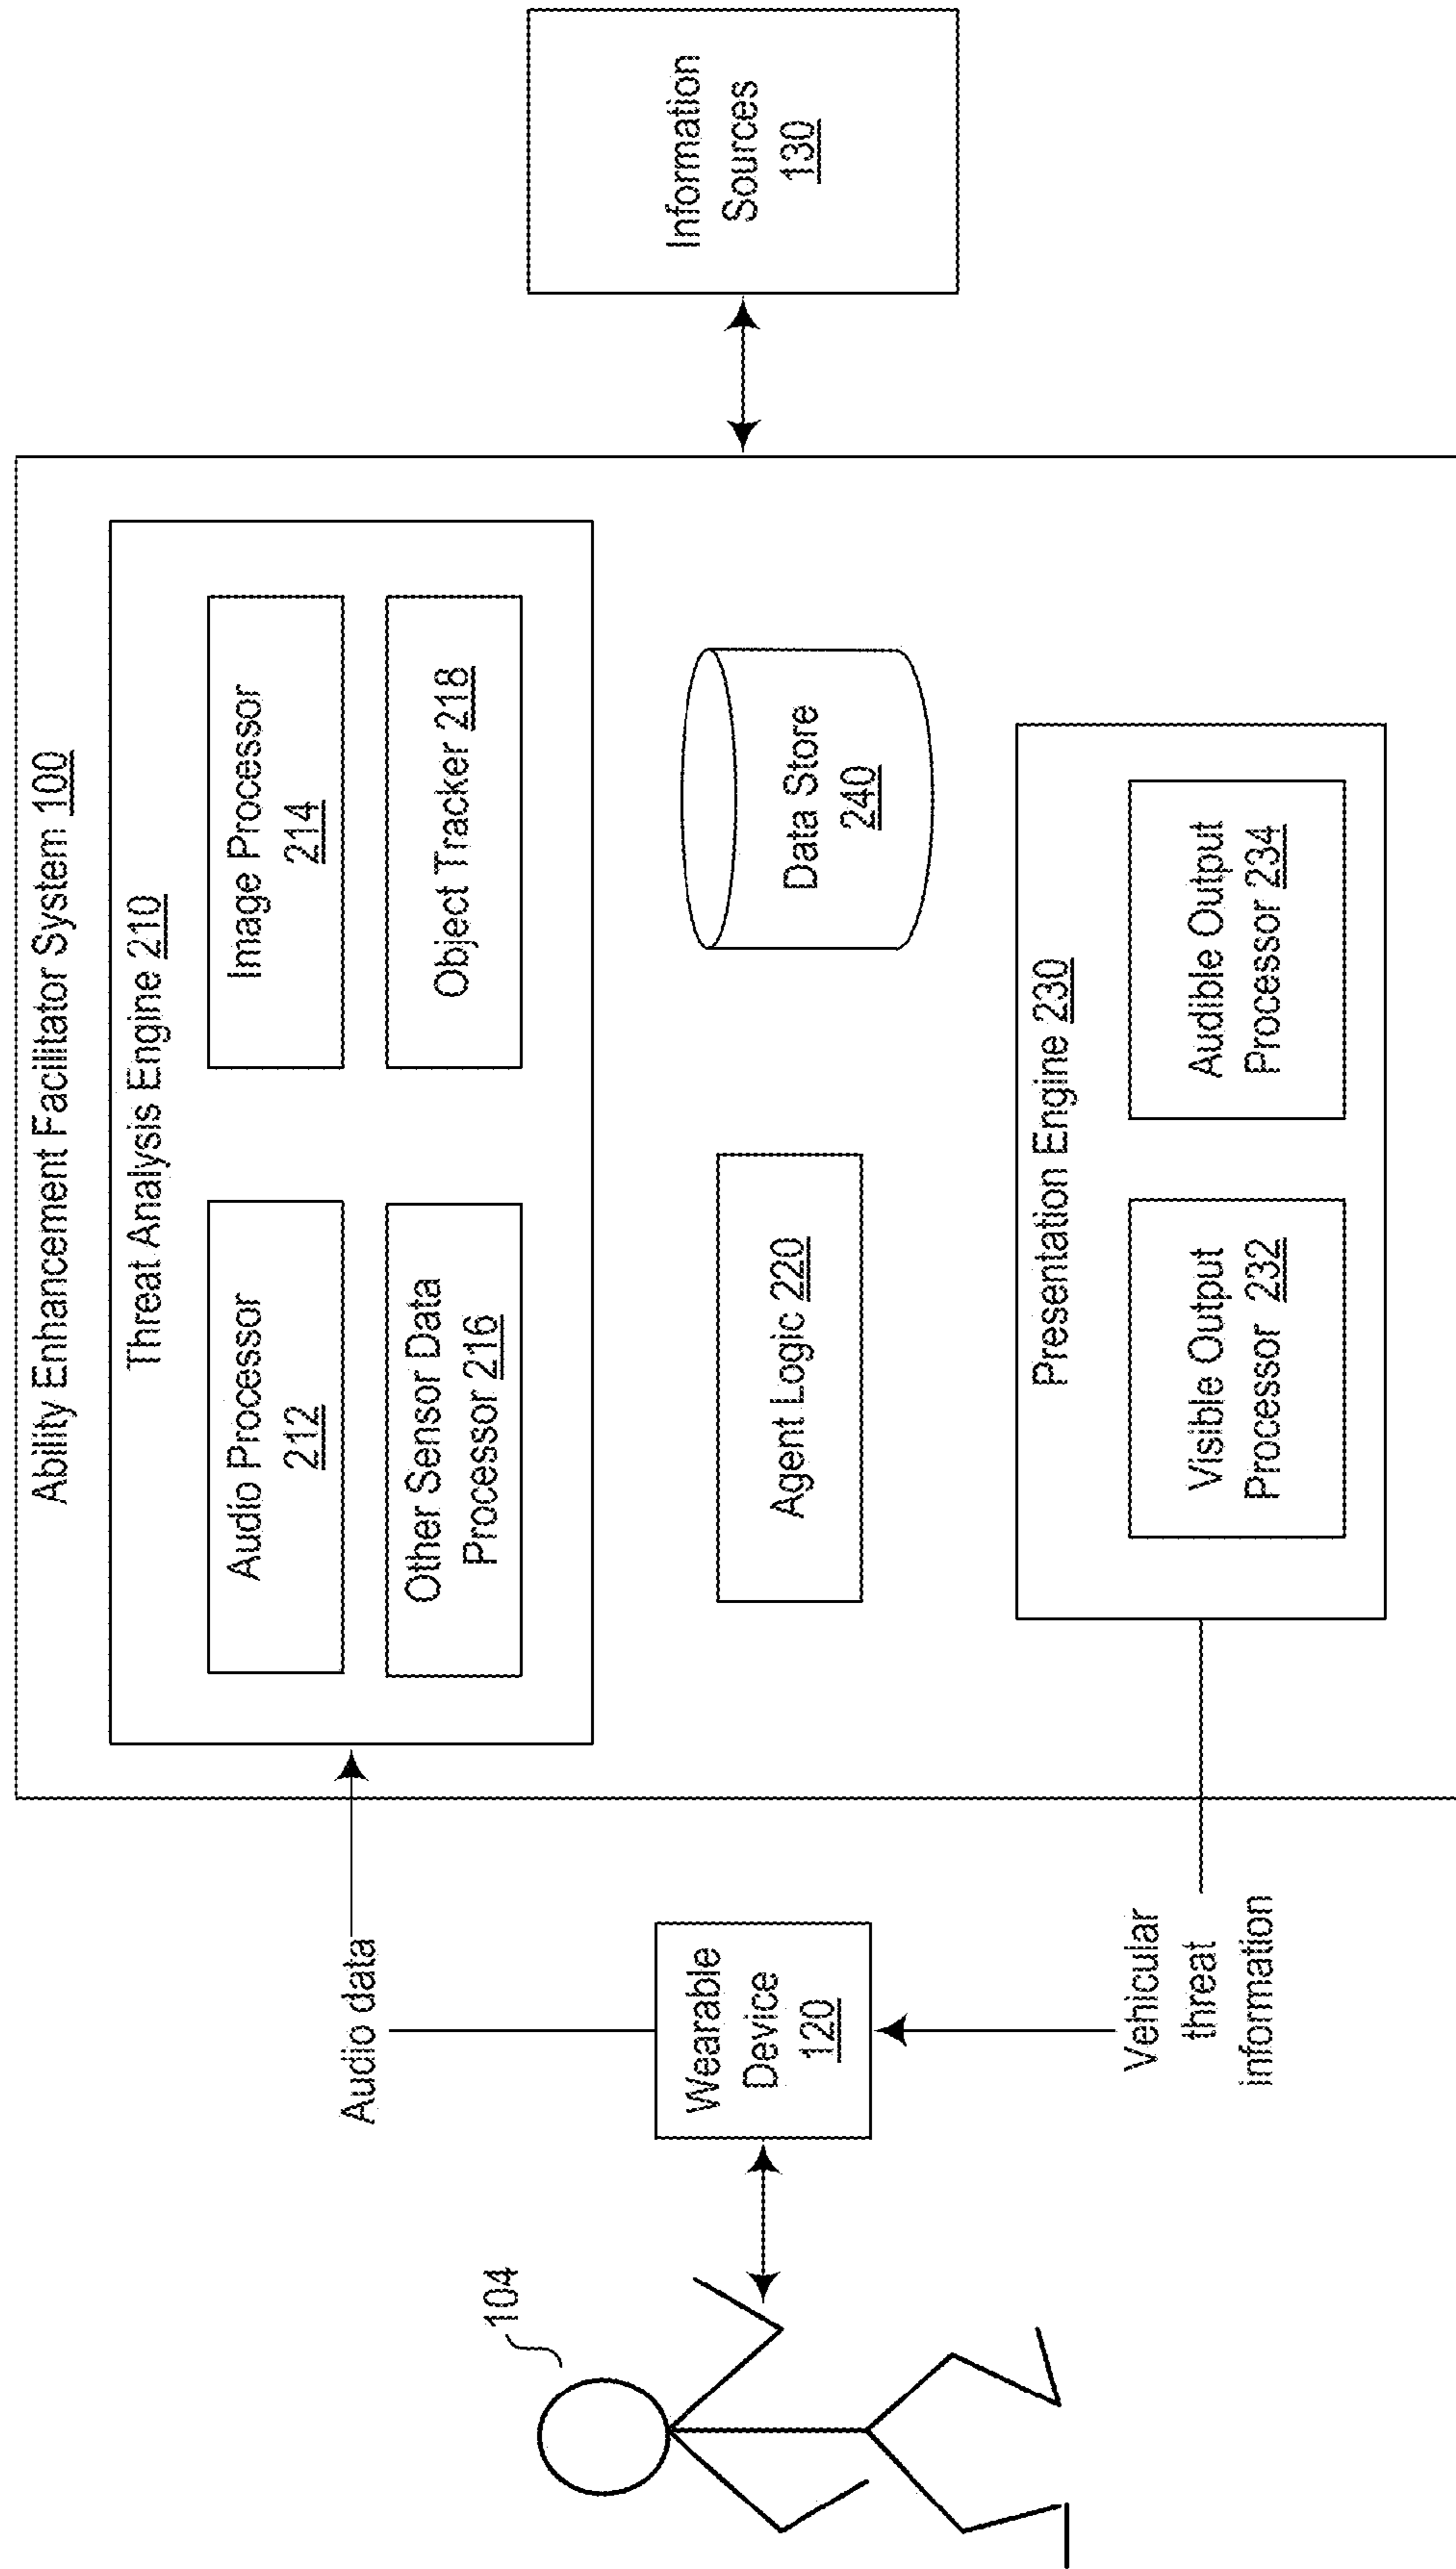 Ability Enhancement Facilitator System 100
Threat Analysis Engine 210
Audio Processor
212
Image Processor
214
Other Sensor Data
Processor 216
Object Tracker 218
Agent Logic 220
Data Store
240
Presentation Engine 230
Visible Output
Processor 232
Audible Output
Processor 234
Information
Sources
130
Audio data
Wearable
Device
120
Vehicular
threat
information
104